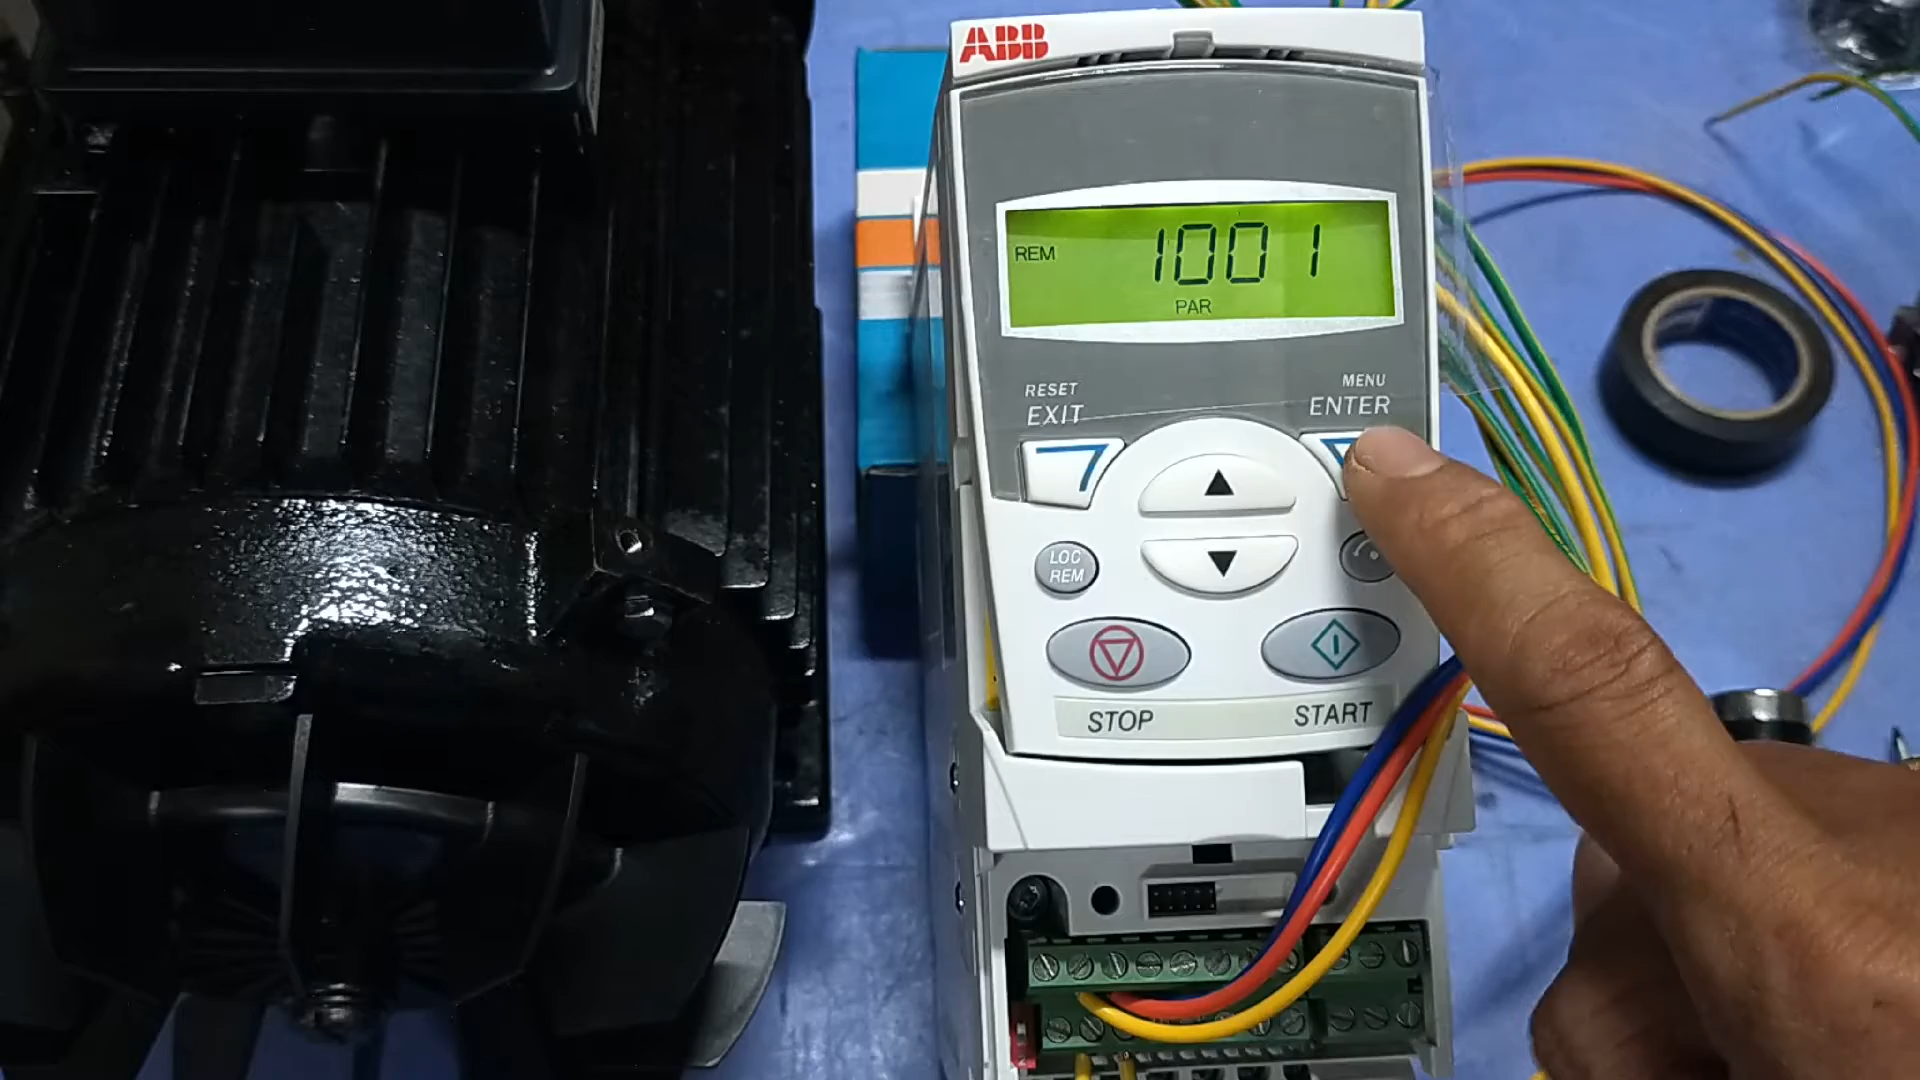 ABB
REM 1001
PAR
RESET
EXIT
MENU
ENTER
LOC
REM
STOP
START